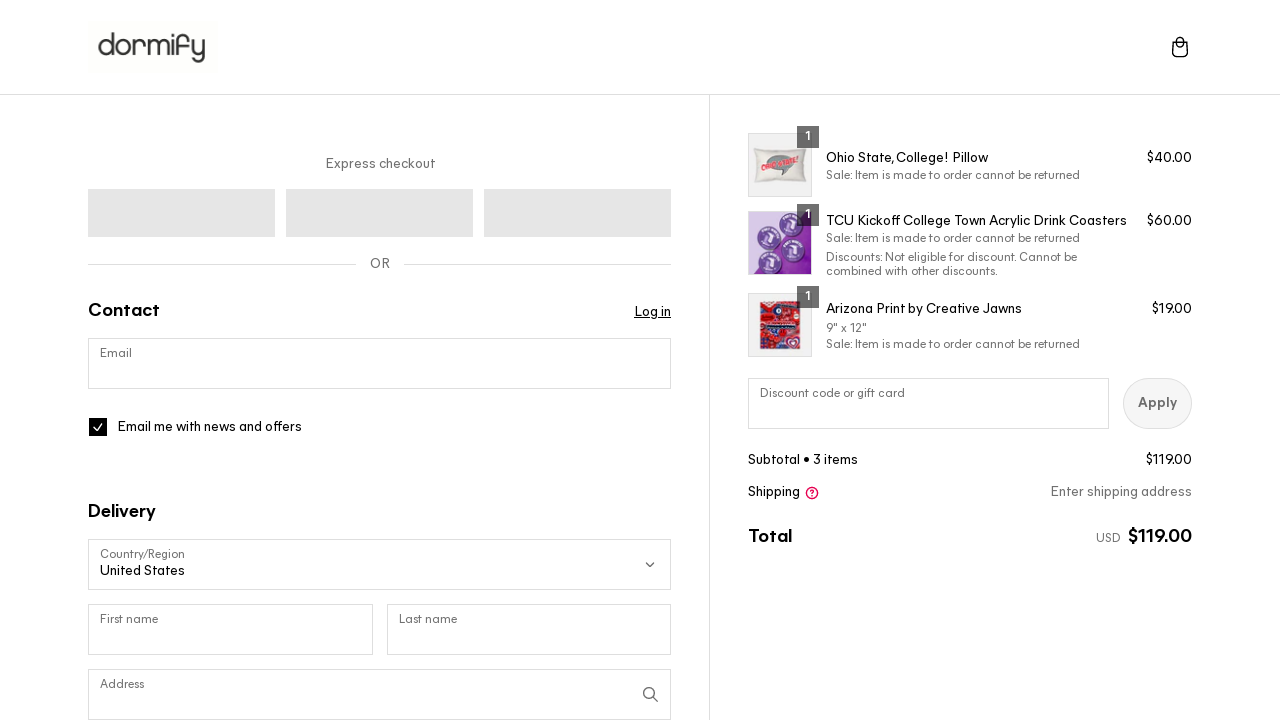 dormify
Express checkout
OR
Contact
Log in
Email
Email me with news and offers
Delivery
Country/Region
United States
First name
Last name
Address
1
OHIO STATE!
Ohio State, College! Pillow
$40.00
Sale: Item is made to order cannot be returned
1
TCU Kickoff College Town Acrylic Drink Coasters
$60.00
Sale: Item is made to order cannot be returned
Discounts: Not eligible for discount. Cannot be
combined with other discounts.
1
Arizona Print by Creative Jawns
$19.00
9" x 12"
Sale: Item is made to order cannot be returned
Discount code or gift card
Apply
Subtotal • 3 items
$119.00
Shipping
Enter shipping address
Total
USD $119.00